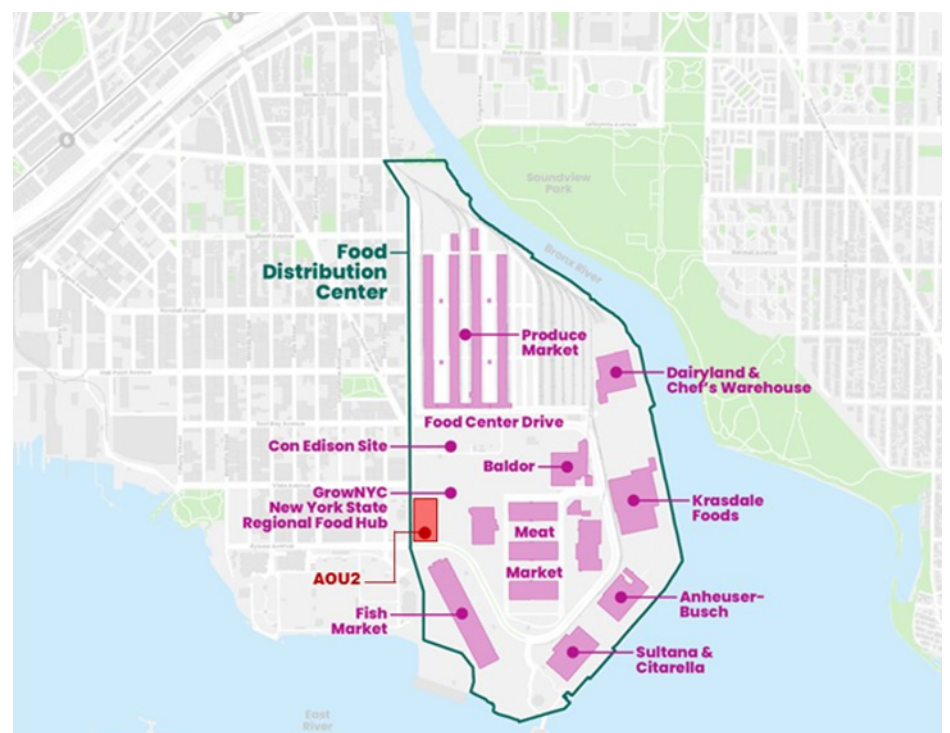 Soundview
Park
Bronx River
Food
Distribution
Center
Produce
Market
Dairyland &
Chef's Warehouse
Food Center Drive
Con Edison Site
Baldor
GrowNYC
New York State
Regional Food Hub
Krasdale
Foods
Meat
Market
AOU2
Anheuser-
Busch
Fish
Market
Sultana &
Citarella
East
River